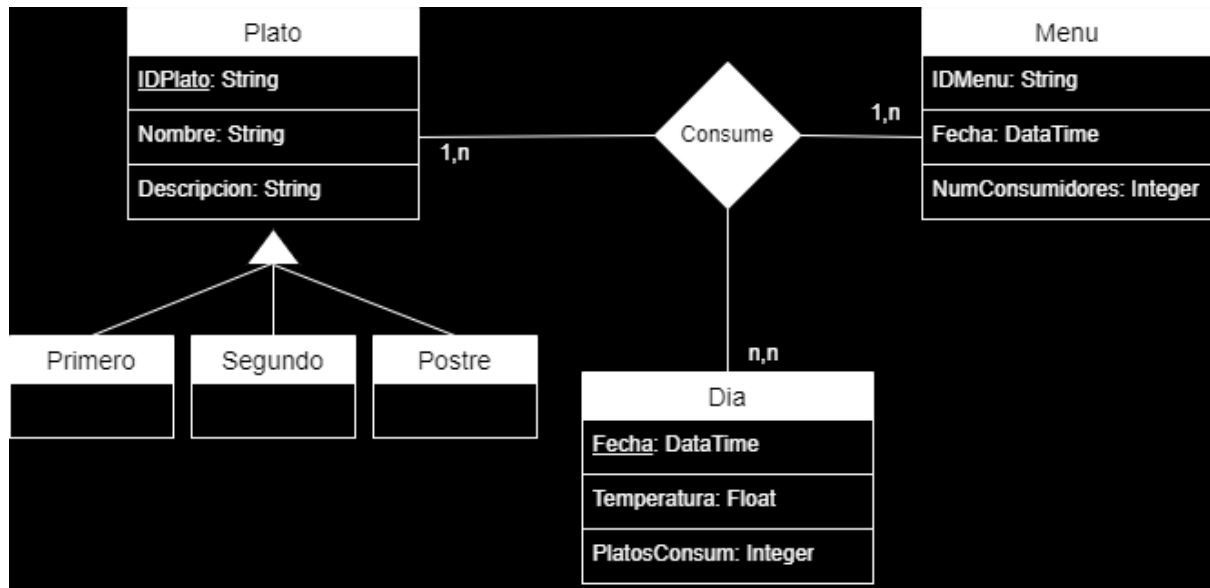 Plato
IDPlato: String
Nombre: String
Descripcion: String
1,n
Consume
1,n
Menu
IDMenu: String
Fecha: DataTime
NumConsumidores: Integer
Primero
Segundo
Postre
n,n
Dia
Fecha: DataTime
Temperatura: Float
PlatosConsum: Integer